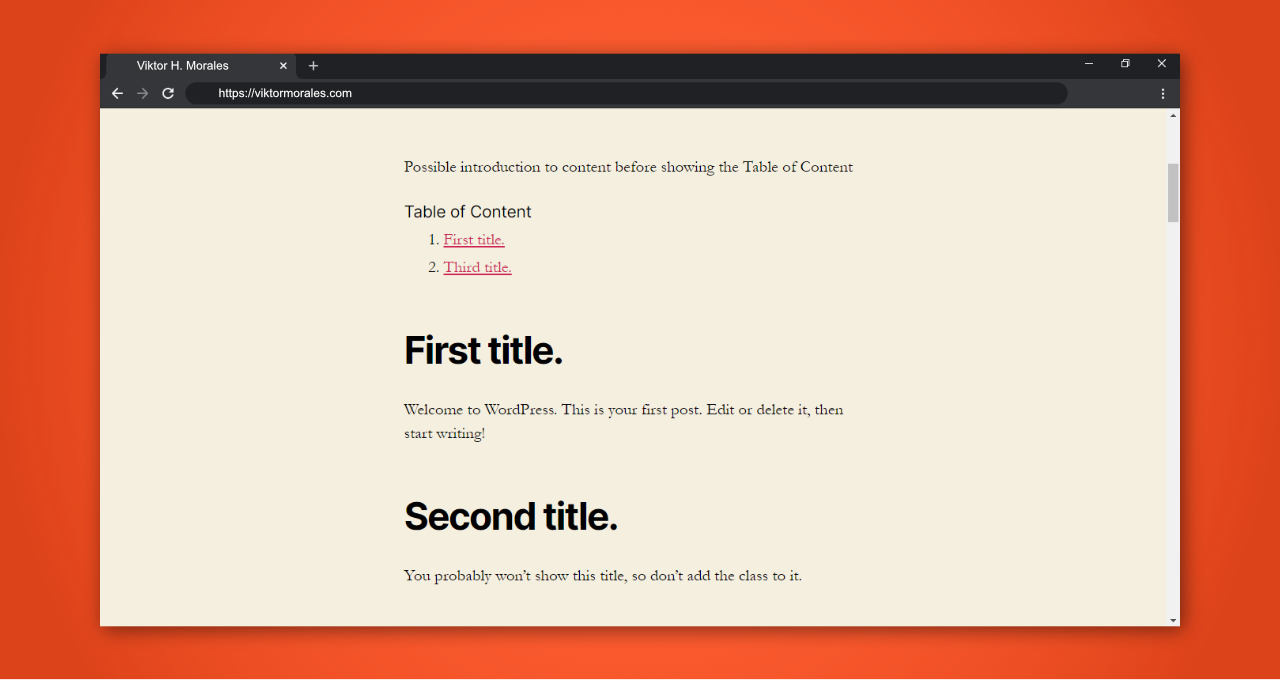 Viktor H. Morales
https://viktormorales.com
Possible introduction to content before showing the Table of Content
Table of Content
1. First title.
2. Third title.
First title.
Welcome to WordPress. This is your first post. Edit or delete it, then
start writing!
Second title.
You probably won’t show this title, so don’t add the class to it.